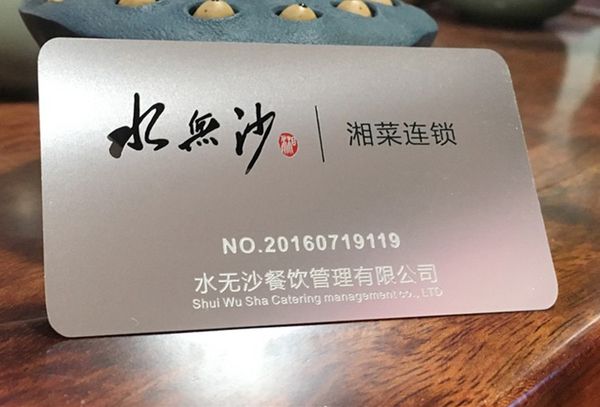 水無沙 湘菜连锁
NO.20160719119
水无沙餐饮管理有限公司
Shui Wu Sha Catering management co., LTD